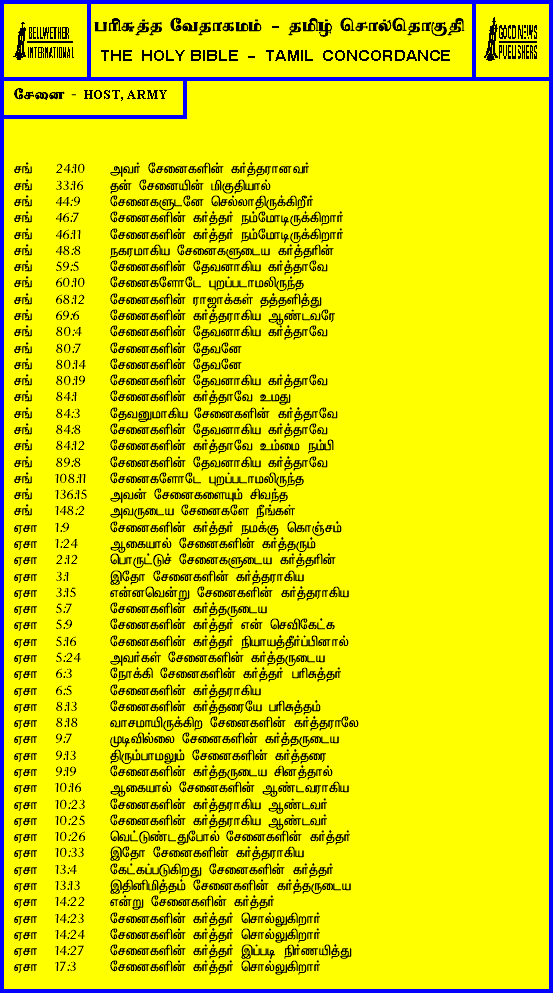 BELLWETHER
INTERNATIONAL
பரிசுத்த வேதாகமம் - தமிழ் சொல்தொகுதி
THE HOLY BIBLE - TAMIL CONCORDANCE
GOOD NEWS
PUBLISHERS
சேனை - HOST, ARMY
சங் 24:10 அவர் சேனைகளின் கர்த்தரானவர்
சங் 33:16 தன் சேனையின் மிகுதியால்
சங் 44:9 சேனைகளுடனே செல்லாதிருக்கிறீர்
சங் 46:7 சேனைகளின் கர்த்தர் நம்மோடிருக்கிறார்
சங் 46:11 சேனைகளின் கர்த்தர் நம்மோடிருக்கிறார்
சங் 48:8 நகரமாகிய சேனைகளுடைய கர்த்தரின்
சங் 59:5 சேனைகளின் தேவனாகிய கர்த்தாவே
சங் 60:10 சேனைகளோடே புறப்படாமலிருந்த
சங் 68:12 சேனைகளின் ராஜாக்கள் தத்தளித்து
சங் 69:6 சேனைகளின் கர்த்தராகிய ஆண்டவரே
சங் 80:4 சேனைகளின் தேவனாகிய கர்த்தாவே
சங் 80:7 சேனைகளின் தேவனே
சங் 80:14 சேனைகளின் தேவனே
சங் 80:19 சேனைகளின் தேவனாகிய கர்த்தாவே
சங் 84:1 சேனைகளின் கர்த்தாவே உமது
சங் 84:3 தேவனுமாகிய சேனைகளின் கர்த்தாவே
சங் 84:8 சேனைகளின் தேவனாகிய கர்த்தாவே
சங் 84:12 சேனைகளின் கர்த்தாவே உம்மை நம்பி
சங் 89:8 சேனைகளின் தேவனாகிய கர்த்தாவே
சங் 108:11 சேனைகளோடே புறப்படாமலிருந்த
சங் 136:15 அவன் சேனைகளையும் சிவந்த
சங் 148:2 அவருடைய சேனைகளே நீங்கள்
ஏசா 1:9 சேனைகளின் கர்த்தர் நமக்கு கொஞ்சம்
ஏசா 1:24 ஆகையால் சேனைகளின் கர்த்தரும்
ஏசா 2:12 பொருட்டுச் சேனைகளுடைய கர்த்தரின்
ஏசா 3:1 இதோ சேனைகளின் கர்த்தராகிய
ஏசா 3:15 என்னவென்று சேனைகளின் கர்த்தராகிய
ஏசா 5:7 சேனைகளின் கர்த்தருடைய
ஏசா 5:9 சேனைகளின் கர்த்தர் என் செவிகேட்க
ஏசா 5:16 சேனைகளின் கர்த்தர் நியாயத்தீர்ப்பினால்
ஏசா 5:24 அவர்கள் சேனைகளின் கர்த்தருடைய
ஏசா 6:3 நோக்கி சேனைகளின் கர்த்தர் பரிசுத்தர்
ஏசா 6:5 சேனைகளின் கர்த்தராகிய
ஏசா 8:13 சேனைகளின் கர்த்தரையே பரிசுத்தம்
ஏசா 8:18 வாசமாயிருக்கிற சேனைகளின் கர்த்தராலே
ஏசா 9:7 முடிவில்லை சேனைகளின் கர்த்தருடைய
ஏசா 9:13 திரும்பாமலும் சேனைகளின் கர்த்தரை
ஏசா 9:19 சேனைகளின் கர்த்தருடைய சினத்தால்
ஏசா 10:16 ஆகையால் சேனைகளின் ஆண்டவராகிய
ஏசா 10:23 சேனைகளின் கர்த்தராகிய ஆண்டவர்
ஏசா 10:25 சேனைகளின் கர்த்தராகிய ஆண்டவர்
ஏசா 10:26 வெட்டுண்டதுபோல் சேனைகளின் கர்த்தர்
ஏசா 10:33 இதோ சேனைகளின் கர்த்தராகிய
ஏசா 13:4 கேட்கப்படுகிறது சேனைகளின் கர்த்தர்
ஏசா 13:13 இதினிமித்தம் சேனைகளின் கர்த்தருடைய
ஏசா 14:22 என்று சேனைகளின் கர்த்தர்
ஏசா 14:23 சேனைகளின் கர்த்தர் சொல்லுகிறார்
ஏசா 14:24 சேனைகளின் கர்த்தர் சொல்லுகிறார்
ஏசா 14:27 சேனைகளின் கர்த்தர் இப்படி நிர்ணயித்து
ஏசா 17:3 சேனைகளின் கர்த்தர் சொல்லுகிறார்